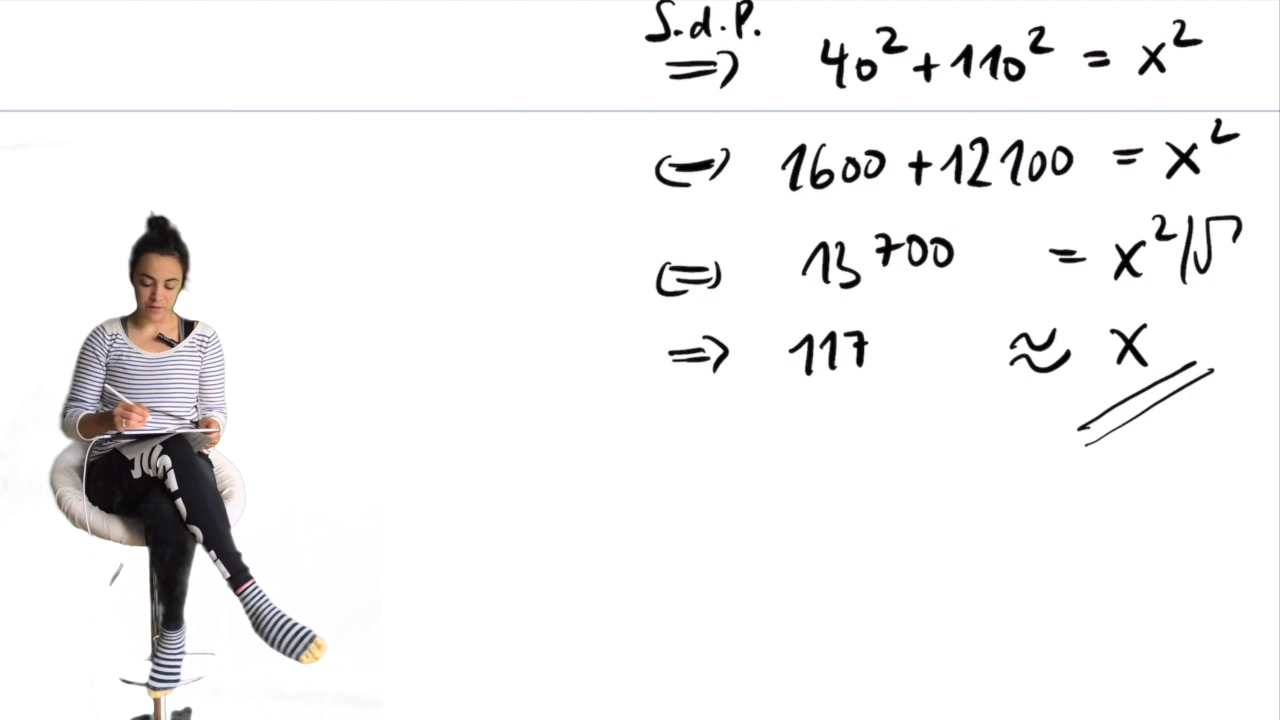 S.d.P.
⇒ 40² + 110² = x²
⇔ 1600 + 12100 = x²
⇔ 13700 = x² |√
⇒ 117 ≈ x